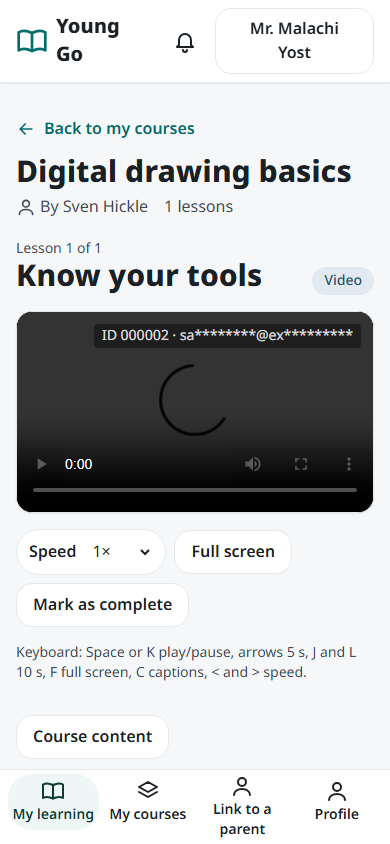 Young
Go
Mr. Malachi
Yost
Back to my courses
Digital drawing basics
By Sven Hickle 1 lessons
Lesson 1 of 1
Know your tools
Video
ID 000002 · sa********@ex*********
0:00
Speed 1×
Full screen
Mark as complete
Keyboard: Space or K play/pause, arrows 5 s, J and L
10 s, F full screen, C captions, < and > speed.
Course content
My learning
My courses
Link to a
parent
Profile